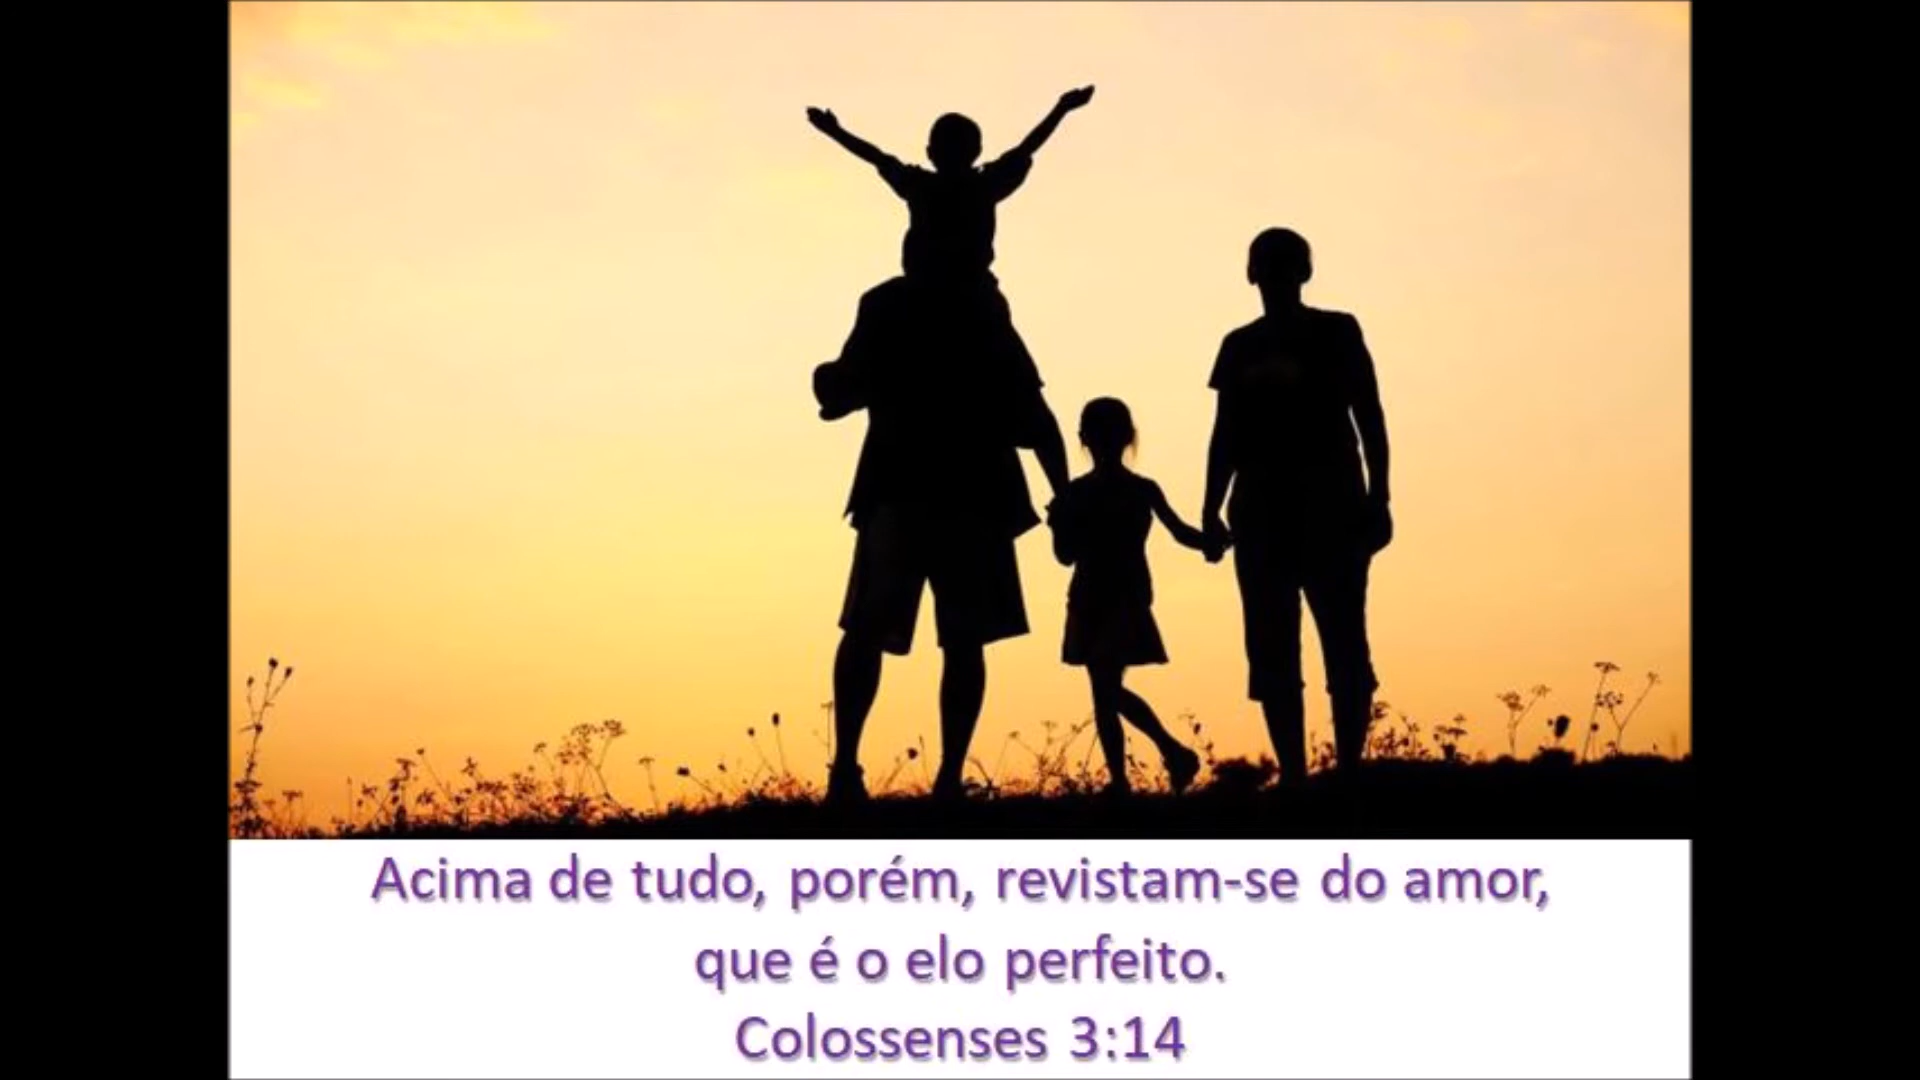 Acima de tudo, porém, revistam-se do amor,
que é o elo perfeito.
Colossenses 3:14